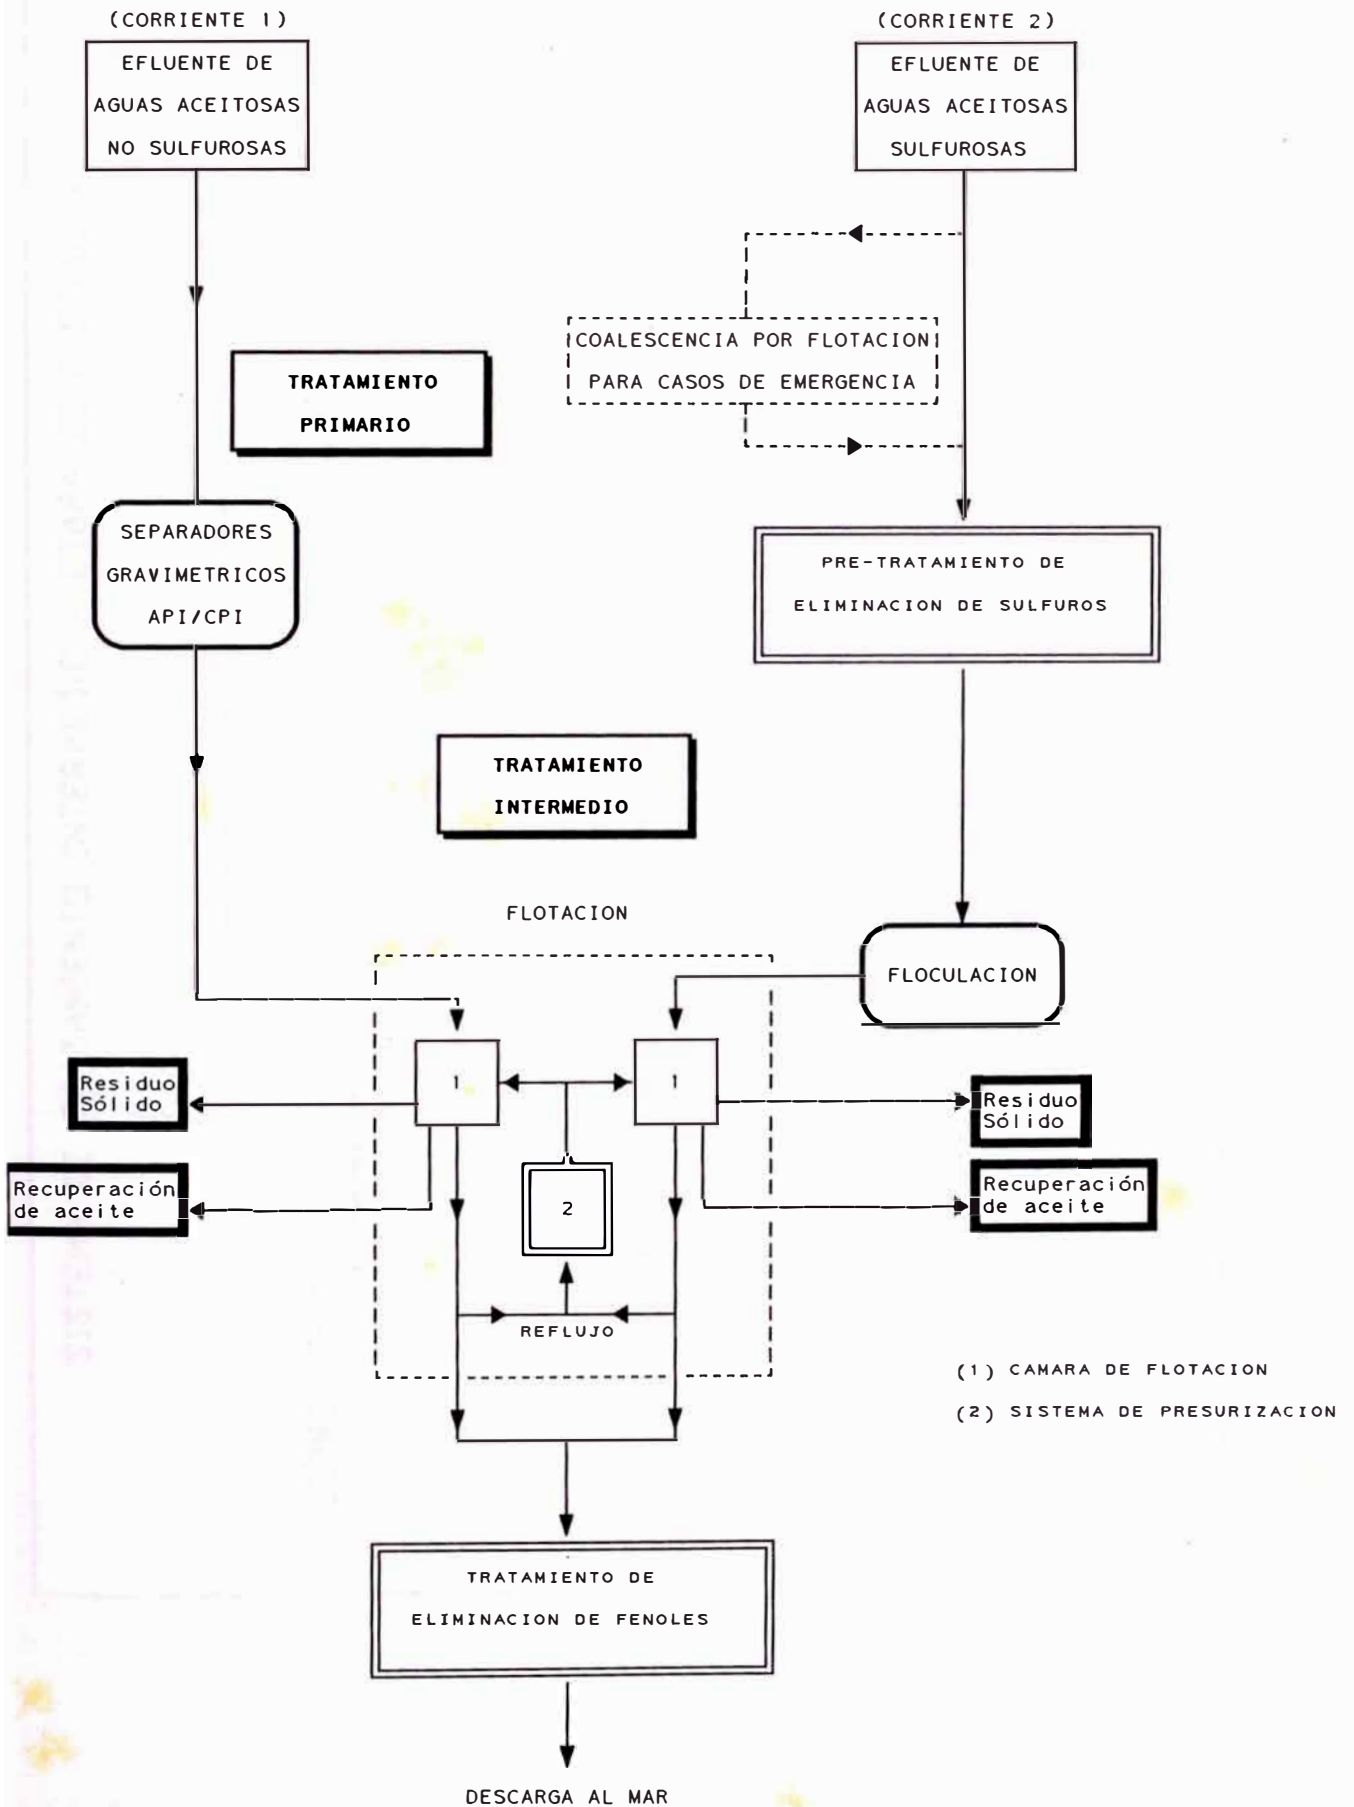 (CORRIENTE 1)
EFLUENTE DE
AGUAS ACEITOSAS
NO SULFUROSAS
(CORRIENTE 2)
EFLUENTE DE
AGUAS ACEITOSAS
SULFUROSAS
COALESCENCIA POR FLOTACION
PARA CASOS DE EMERGENCIA
TRATAMIENTO
PRIMARIO
SEPARADORES
GRAVIMETRICOS
API/CPI
PRE-TRATAMIENTO DE
ELIMINACION DE SULFUROS
TRATAMIENTO
INTERMEDIO
FLOTACION
FLOCULACION
1
1
Residuo
Sólido
Residuo
Sólido
Recuperación
de aceite
2
Recuperación
de aceite
REFLUJO
(1) CAMARA DE FLOTACION
(2) SISTEMA DE PRESURIZACION
TRATAMIENTO DE
ELIMINACION DE FENOLES
DESCARGA AL MAR